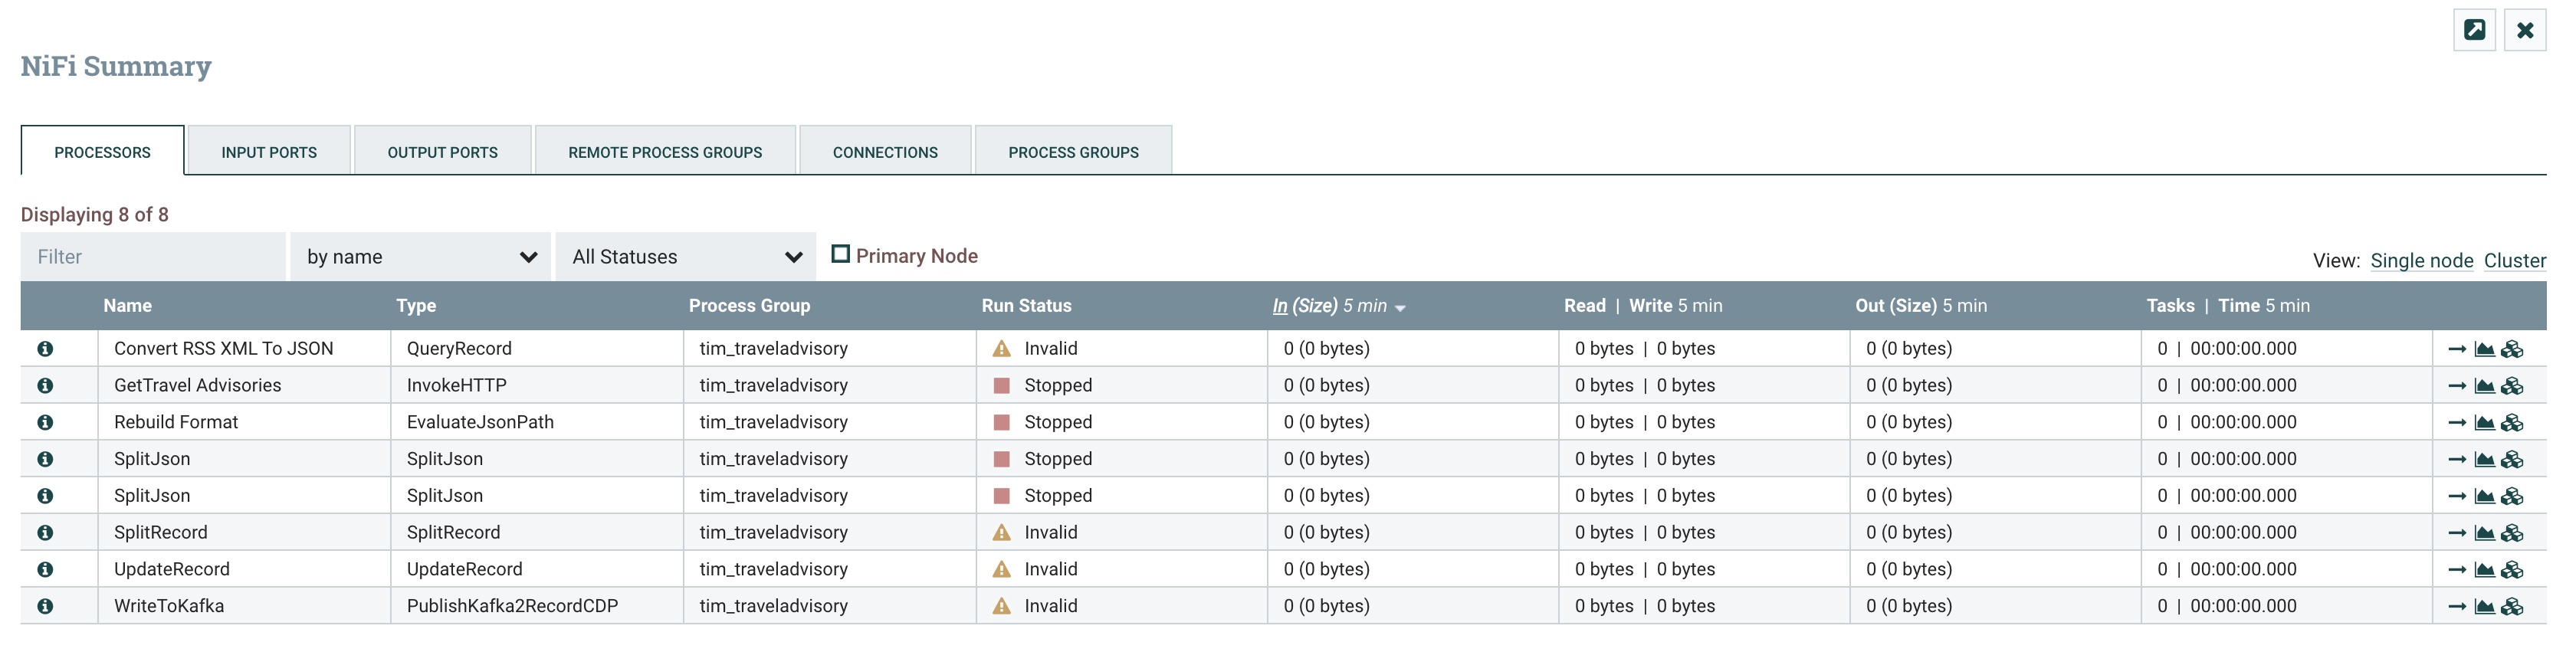 NiFi Summary
PROCESSORS INPUT PORTS OUTPUT PORTS REMOTE PROCESS GROUPS CONNECTIONS PROCESS GROUPS
Displaying 8 of 8
Filter by name All Statuses Primary Node View: Single node Cluster
Name Type Process Group Run Status In (Size) 5 min Read | Write 5 min Out (Size) 5 min Tasks | Time 5 min
Convert RSS XML To JSON QueryRecord tim_traveladvisory Invalid 0 (0 bytes) 0 bytes | 0 bytes 0 (0 bytes) 0 | 00:00:00.000
GetTravel Advisories InvokeHTTP tim_traveladvisory Stopped 0 (0 bytes) 0 bytes | 0 bytes 0 (0 bytes) 0 | 00:00:00.000
Rebuild Format EvaluateJsonPath tim_traveladvisory Stopped 0 (0 bytes) 0 bytes | 0 bytes 0 (0 bytes) 0 | 00:00:00.000
SplitJson SplitJson tim_traveladvisory Stopped 0 (0 bytes) 0 bytes | 0 bytes 0 (0 bytes) 0 | 00:00:00.000
SplitJson SplitJson tim_traveladvisory Stopped 0 (0 bytes) 0 bytes | 0 bytes 0 (0 bytes) 0 | 00:00:00.000
SplitRecord SplitRecord tim_traveladvisory Invalid 0 (0 bytes) 0 bytes | 0 bytes 0 (0 bytes) 0 | 00:00:00.000
UpdateRecord UpdateRecord tim_traveladvisory Invalid 0 (0 bytes) 0 bytes | 0 bytes 0 (0 bytes) 0 | 00:00:00.000
WriteToKafka PublishKafka2RecordCDP tim_traveladvisory Invalid 0 (0 bytes) 0 bytes | 0 bytes 0 (0 bytes) 0 | 00:00:00.000